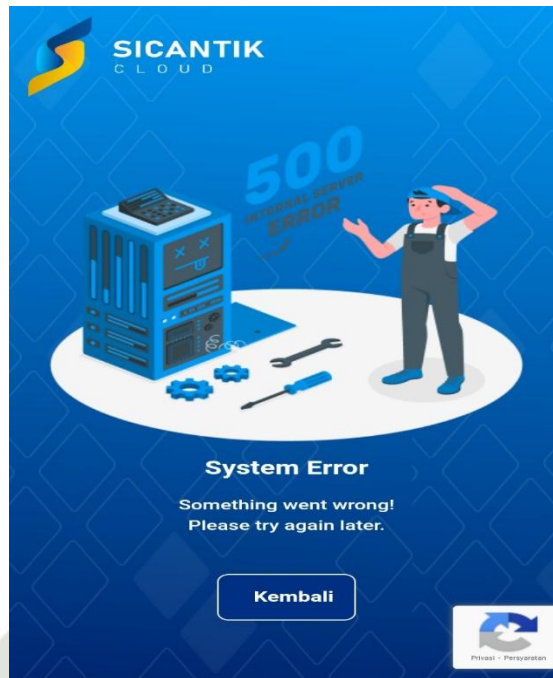 SICANTIK
CLOUD
500
INTERNAL SERVER
ERROR
System Error
Something went wrong!
Please try again later.
Kembali
Privasi - Persyaratan